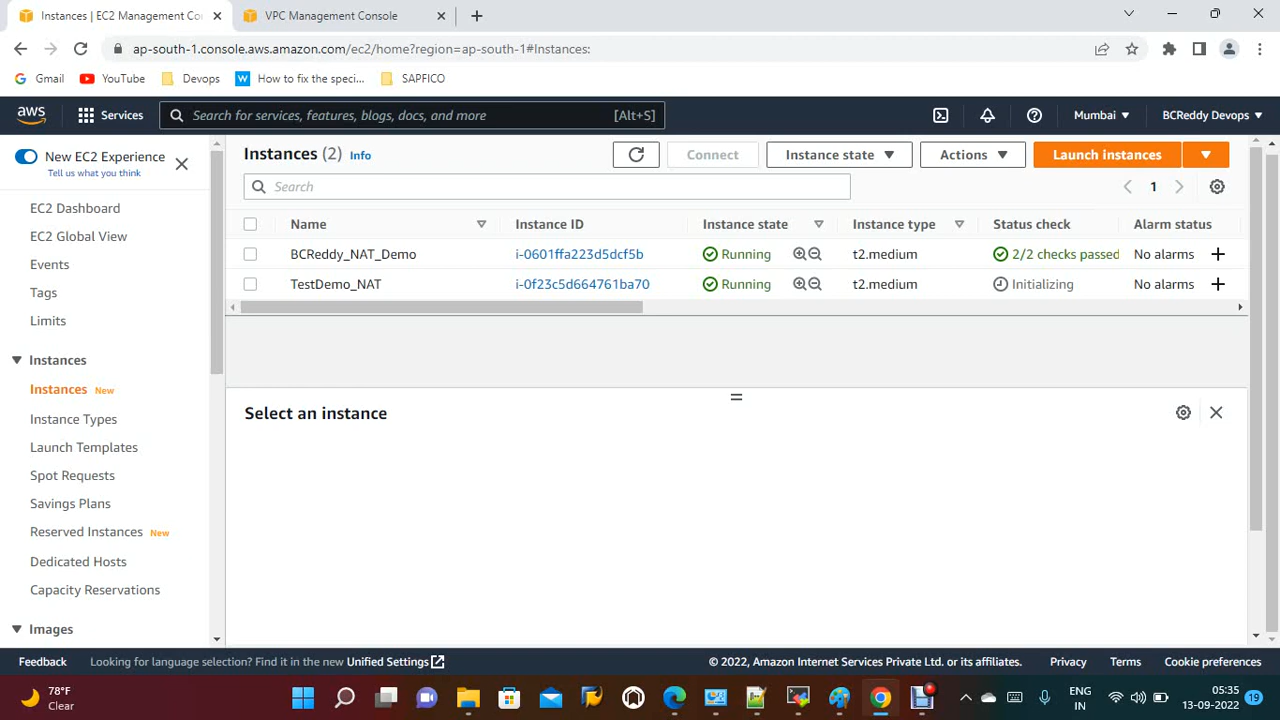 Instances | EC2 Management Co
VPC Management Console
ap-south-1.console.aws.amazon.com/ec2/home?region=ap-south-1#Instances:
Gmail
YouTube
Devops
How to fix the speci...
SAPFICO
aws
Services
Search for services, features, blogs, docs, and more
[Alt+S]
Mumbai
BCReddy Devops
New EC2 Experience
Tell us what you think
EC2 Dashboard
EC2 Global View
Events
Tags
Limits
Instances
Instances New
Instance Types
Launch Templates
Spot Requests
Savings Plans
Reserved Instances New
Dedicated Hosts
Capacity Reservations
Images
Instances (2) Info
Connect
Instance state
Actions
Launch instances
Search
1
Name
Instance ID
Instance state
Instance type
Status check
Alarm status
BCReddy_NAT_Demo
i-0601ffa223d5dcf5b
Running
t2.medium
2/2 checks passed
No alarms
TestDemo_NAT
i-0f23c5d664761ba70
Running
t2.medium
Initializing
No alarms
Select an instance
Feedback
Looking for language selection? Find it in the new Unified Settings
© 2022, Amazon Internet Services Private Ltd. or its affiliates.
Privacy
Terms
Cookie preferences
78°F
Clear
ENG
IN
05:35
13-09-2022
19